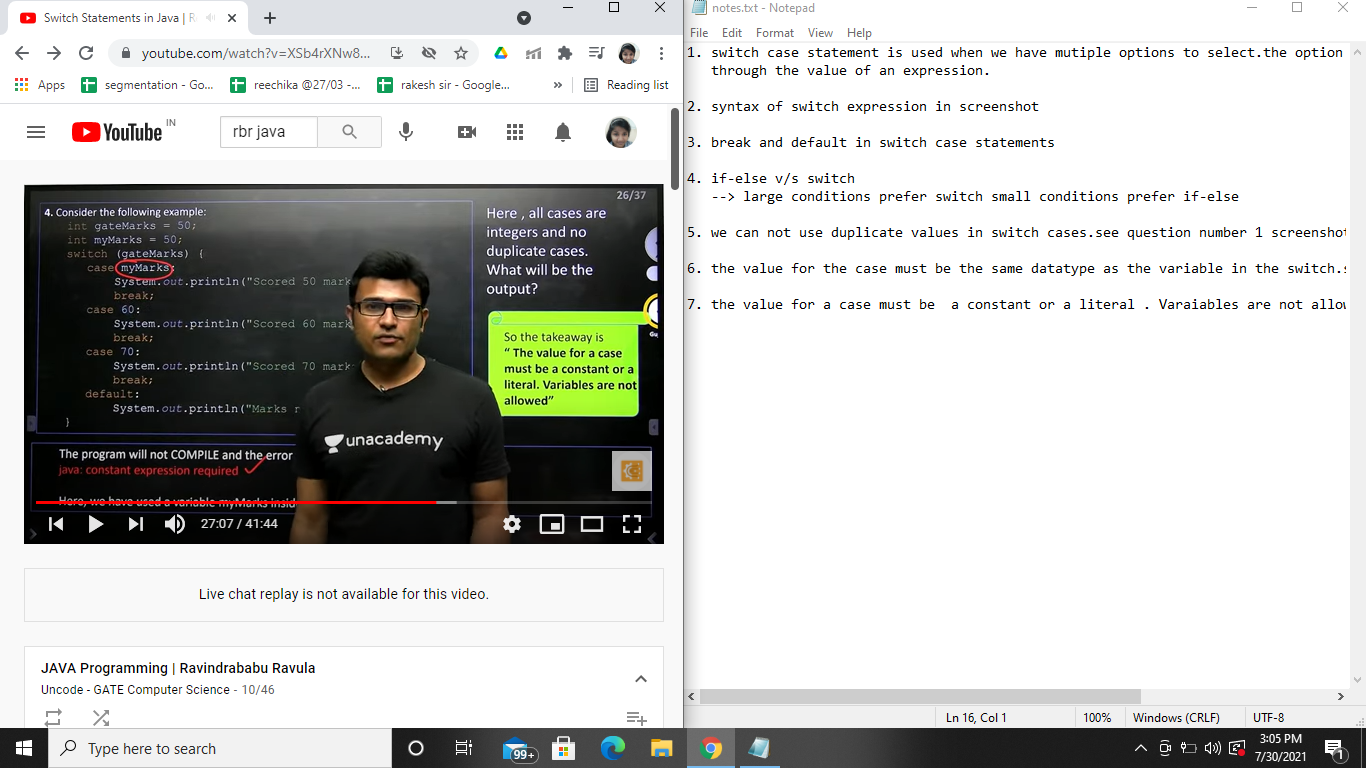 Switch Statements in Java | R
youtube.com/watch?v=XSb4rXNw8...
Apps
segmentation - Go...
reechika @27/03 -...
rakesh sir - Google...
»
Reading list
YouTube IN
rbr java
26/37
4. Consider the following example:
int gateMarks = 50;
int myMarks = 50;
switch (gateMarks) {
case myMarks:
System.out.println("Scored 50 mark
break;
case 60:
System.out.println("Scored 60 mark
break;
case 70:
System.out.println("Scored 70 mark
break;
default:
System.out.println("Marks n
}
Here , all cases are
integers and no
duplicate cases.
What will be the
output?
So the takeaway is
“ The value for a case
must be a constant or a
literal. Variables are not
allowed”
unacademy
The program will not COMPILE and the error
java: constant expression required
Here, we have used a variable myMarks insid
27:07 / 41:44
Live chat replay is not available for this video.
JAVA Programming | Ravindrababu Ravula
Uncode - GATE Computer Science - 10/46
notes.txt - Notepad
File Edit Format View Help
1. switch case statement is used when we have mutiple options to select.the option
through the value of an expression.
2. syntax of switch expression in screenshot
3. break and default in switch case statements
4. if-else v/s switch
--> large conditions prefer switch small conditions prefer if-else
5. we can not use duplicate values in switch cases.see question number 1 screenshot
6. the value for the case must be the same datatype as the variable in the switch.s
7. the value for a case must be  a constant or a literal . Varaiables are not allow
Ln 16, Col 1
100%
Windows (CRLF)
UTF-8
Type here to search
99+
3:05 PM
7/30/2021
1